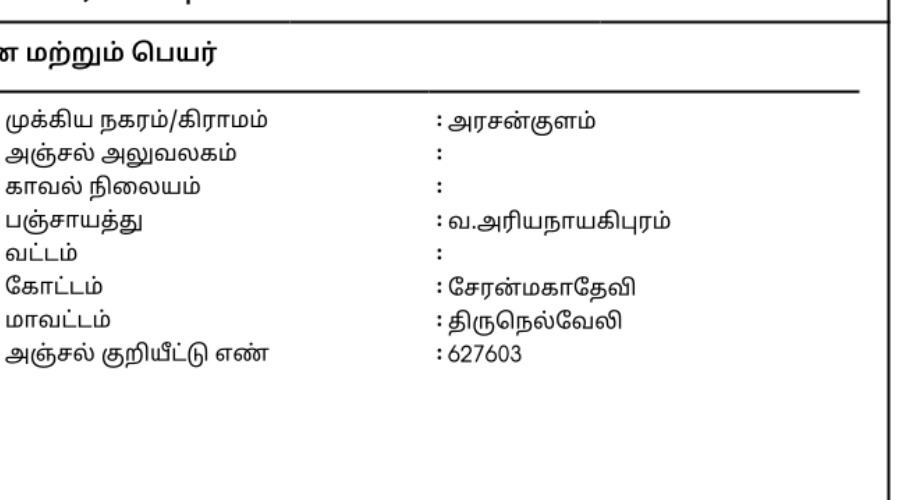 மற்றும் பெயர்
முக்கிய நகரம்/கிராமம் : அரசன்குளம்
அஞ்சல் அலுவலகம் :
காவல் நிலையம் :
பஞ்சாயத்து : வ.அரியநாயகிபுரம்
வட்டம் :
கோட்டம் : சேரன்மகாதேவி
மாவட்டம் : திருநெல்வேலி
அஞ்சல் குறியீட்டு எண் : 627603